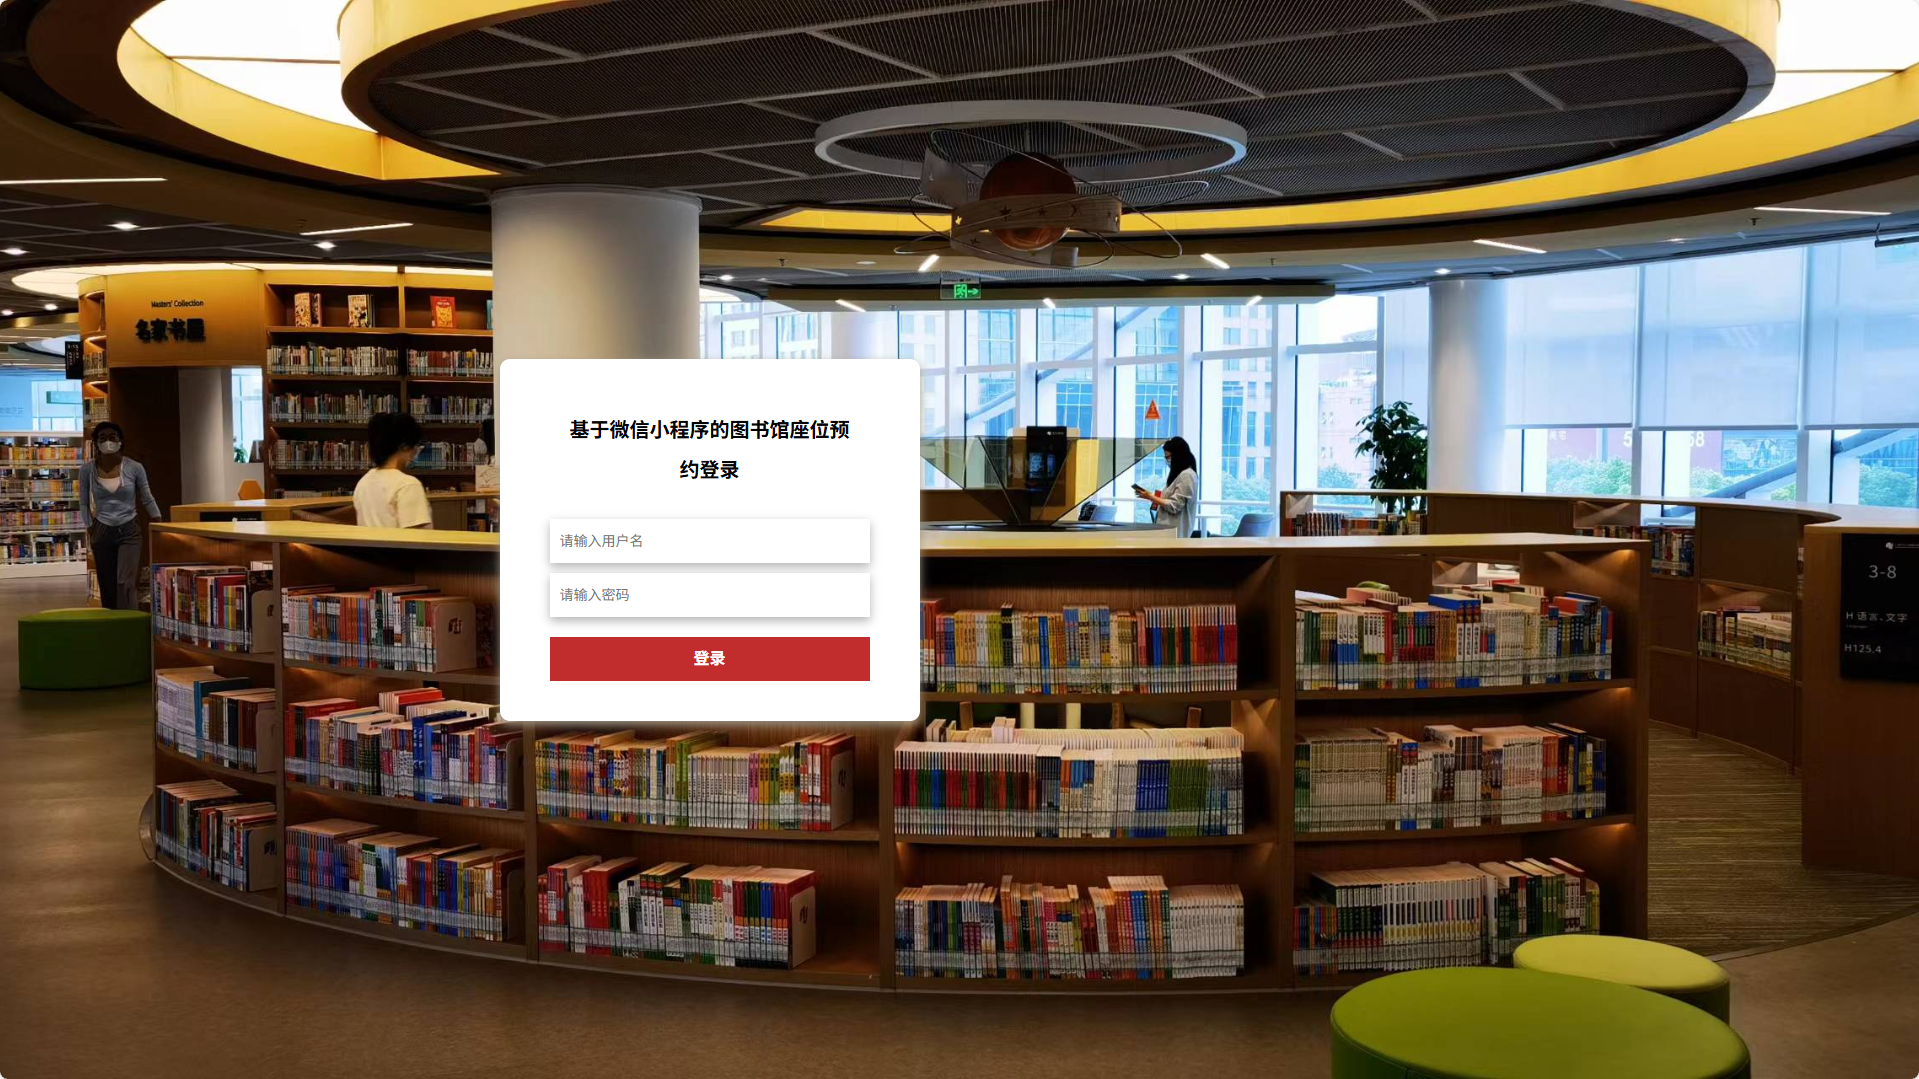 Masters' Collection
名家书屋
基于微信小程序的图书馆座位预
约登录
请输入用户名
请输入密码
登录
3-8
H 语言、文字
H125.4